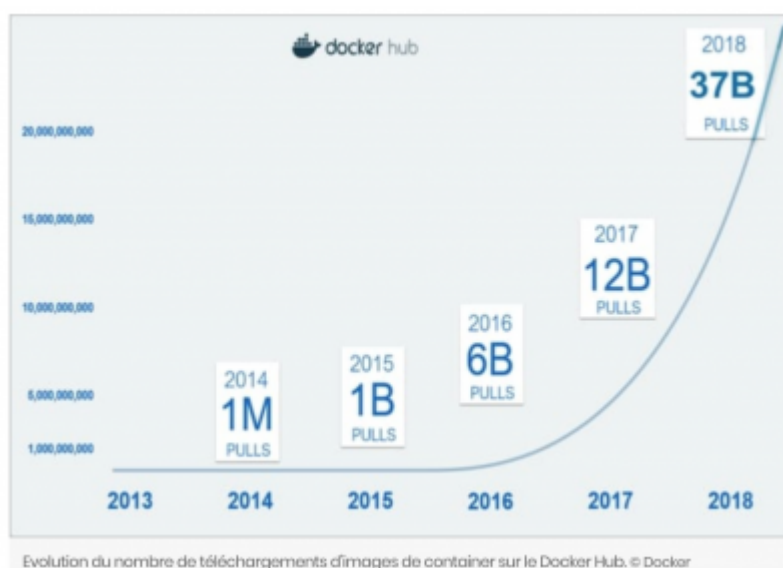 docker hub
2018
37B
PULLS
20,000,000,000
15,000,000,000
2017
12B
PULLS
10,000,000,000
2016
6B
PULLS
2015
1B
PULLS
2014
1M
PULLS
5,000,000,000
1,000,000,000
2013 2014 2015 2016 2017 2018
Evolution du nombre de téléchargements d'images de container sur le Docker Hub. © Docker